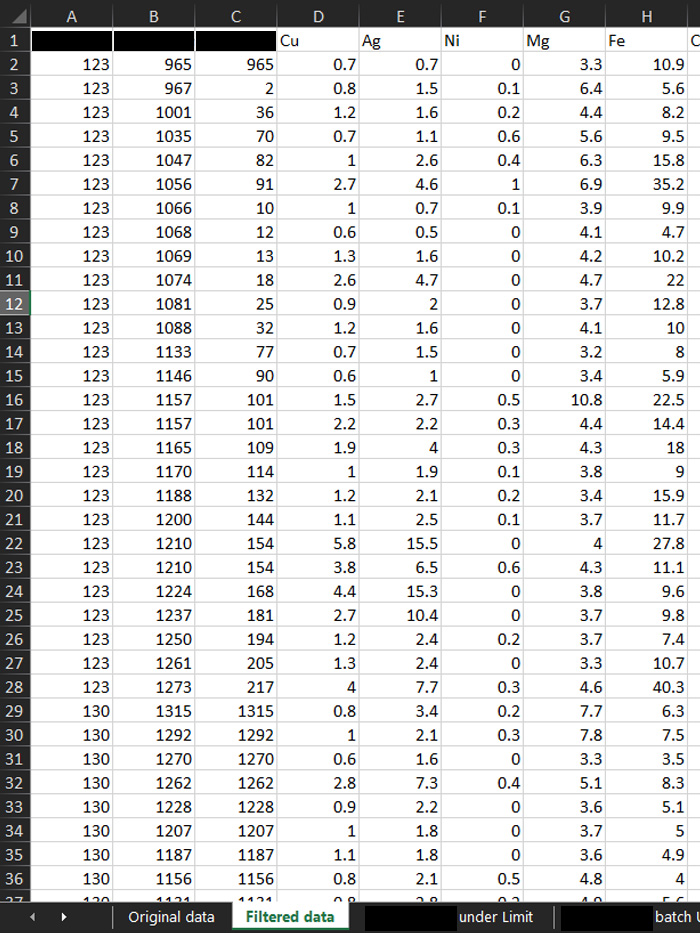 A B C D E F G H
1 Cu Ag Ni Mg Fe C
2 123 965 965 0.7 0.7 0 3.3 10.9
3 123 967 2 0.8 1.5 0.1 6.4 5.6
4 123 1001 36 1.2 1.6 0.2 4.4 8.2
5 123 1035 70 0.7 1.1 0.6 5.6 9.5
6 123 1047 82 1 2.6 0.4 6.3 15.8
7 123 1056 91 2.7 4.6 1 6.9 35.2
8 123 1066 10 1 0.7 0.1 3.9 9.9
9 123 1068 12 0.6 0.5 0 4.1 4.7
10 123 1069 13 1.3 1.6 0 4.2 10.2
11 123 1074 18 2.6 4.7 0 4.7 22
12 123 1081 25 0.9 2 0 3.7 12.8
13 123 1088 32 1.2 1.6 0 4.1 10
14 123 1133 77 0.7 1.5 0 3.2 8
15 123 1146 90 0.6 1 0 3.4 5.9
16 123 1157 101 1.5 2.7 0.5 10.8 22.5
17 123 1157 101 2.2 2.2 0.3 4.4 14.4
18 123 1165 109 1.9 4 0.3 4.3 18
19 123 1170 114 1 1.9 0.1 3.8 9
20 123 1188 132 1.2 2.1 0.2 3.4 15.9
21 123 1200 144 1.1 2.5 0.1 3.7 11.7
22 123 1210 154 5.8 15.5 0 4 27.8
23 123 1210 154 3.8 6.5 0.6 4.3 11.1
24 123 1224 168 4.4 15.3 0 3.8 9.6
25 123 1237 181 2.7 10.4 0 3.7 9.8
26 123 1250 194 1.2 2.4 0.2 3.7 7.4
27 123 1261 205 1.3 2.4 0 3.3 10.7
28 123 1273 217 4 7.7 0.3 4.6 40.3
29 130 1315 1315 0.8 3.4 0.2 7.7 6.3
30 130 1292 1292 1 2.1 0.3 7.8 7.5
31 130 1270 1270 0.6 1.6 0 3.3 3.5
32 130 1262 1262 2.8 7.3 0.4 5.1 8.3
33 130 1228 1228 0.9 2.2 0 3.6 5.1
34 130 1207 1207 1 1.8 0 3.7 5
35 130 1187 1187 1.1 1.8 0 3.6 4.9
36 130 1156 1156 0.8 2.1 0.5 4.8 4
Original data Filtered data under Limit batch